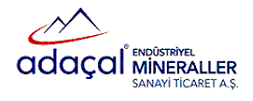 adaçal® ENDÜSTRİYEL
MİNERALLER
SANAYİ TİCARET A.Ş.